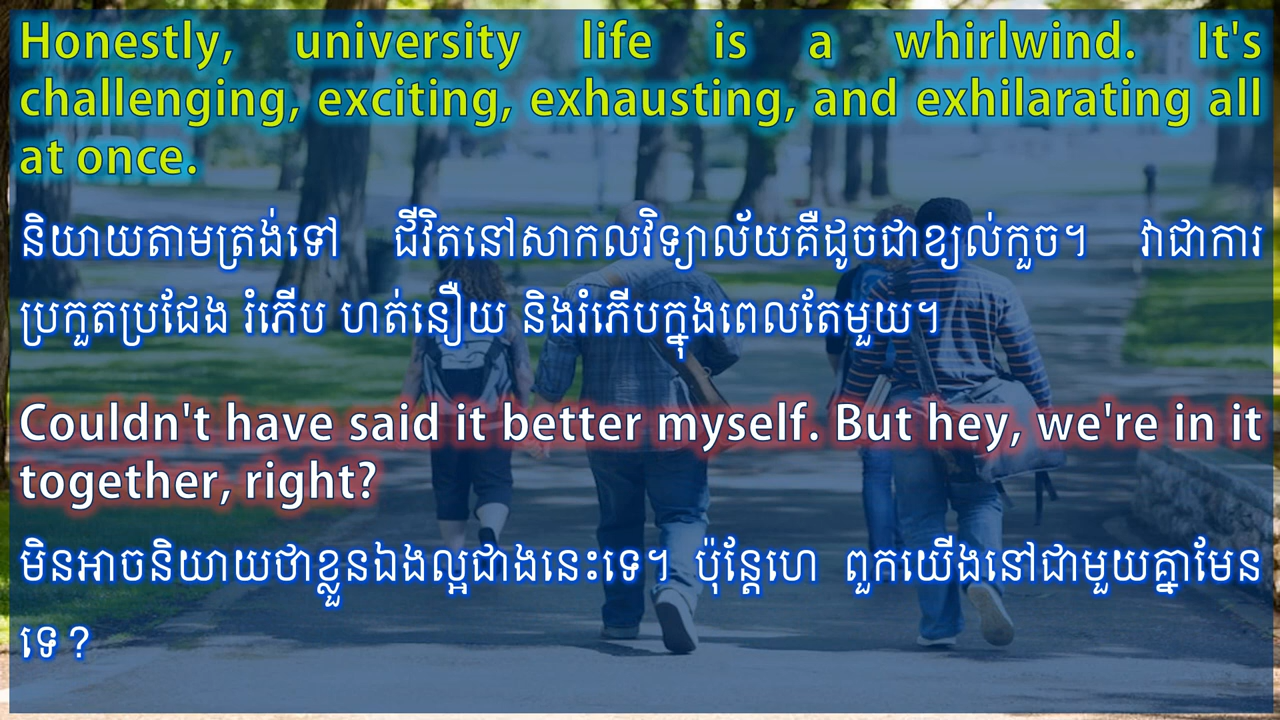 Honestly, university life is a whirlwind. It's
challenging, exciting, exhausting, and exhilarating all
at once.
និយាយតាមត្រង់ទៅ ជីវិតនៅសាកលវិទ្យាល័យគឺដូចជាខ្យល់កួច។ វាជាការ
ប្រកួតប្រជែង រំភើប ហត់នឿយ និងរំភើបក្នុងពេលតែមួយ។
Couldn't have said it better myself. But hey, we're in it
together, right?
មិនអាចនិយាយថាខ្លួនឯងល្អជាងនេះទេ។ ប៉ុន្តែហេ ពួកយើងនៅជាមួយគ្នាមែន
ទេ?